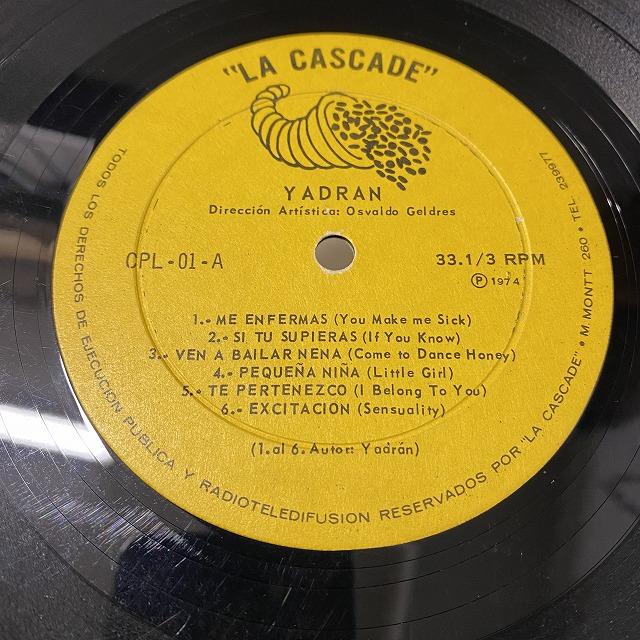 "LA CASCADE"
YADRAN
Dirección Artística: Osvaldo Geldres
CPL-01-A
33.1/3 RPM
Ⓟ 1974
1.- ME ENFERMAS (You Make me Sick)
2.- SI TU SUPIERAS (If You Know)
3.- VEN A BAILAR NENA (Come to Dance Honey)
4.- PEQUEÑA NIÑA (Little Girl)
5.- TE PERTENEZCO (I Belong To You)
6.- EXCITACION (Sensuality)
(1. al 6. Autor: Yadrán)
TODOS LOS DERECHOS DE EJECUCION PUBLICA Y RADIOTELEDIFUSION RESERVADOS POR "LA CASCADE" • M. MONTT 260 • TEL. 239977